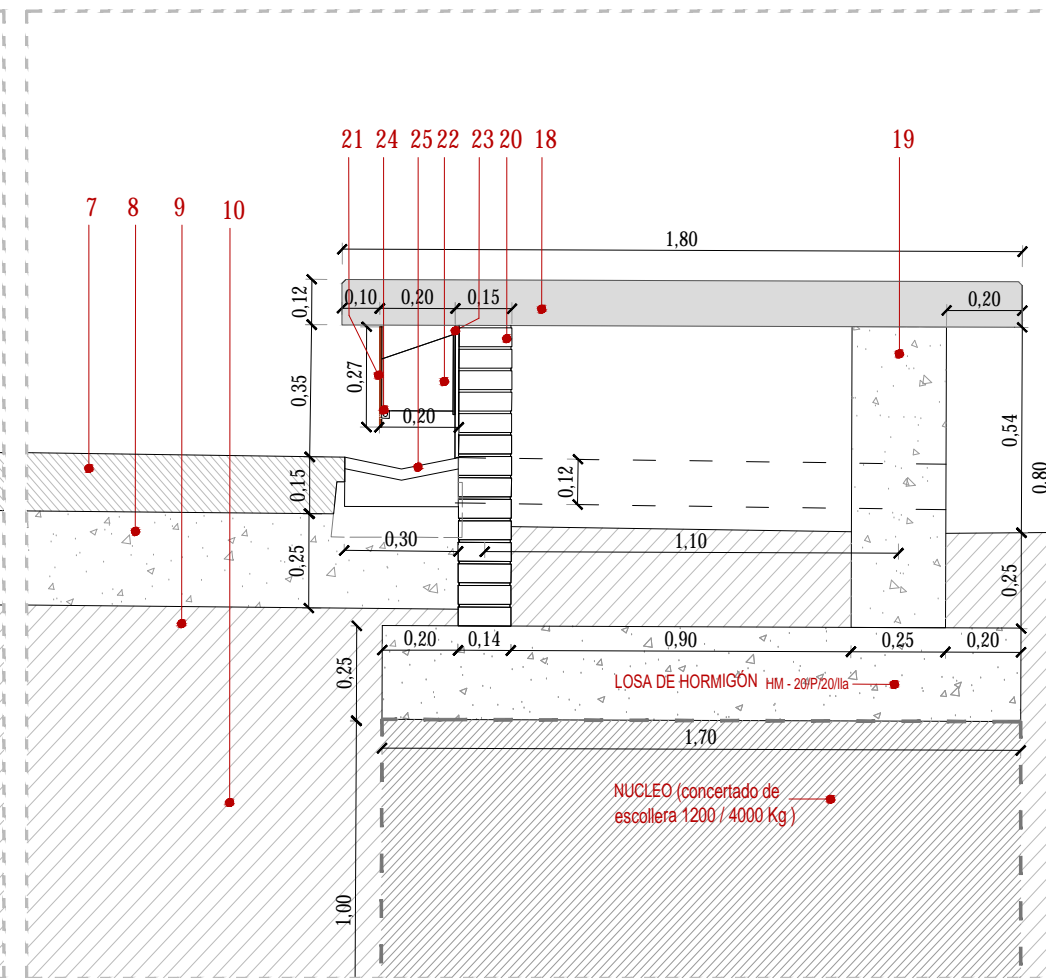 21 24 25 22 23 20 18 19
7 8 9 10
1,80
0,12
0,10 0,20 0,15
0,20
0,35
0,27
0,20
0,54
0,80
0,15
0,12
0,30
1,10
0,25
0,25
0,20 0,14 0,90 0,25 0,20
0,25
LOSA DE HORMIGÓN HM - 20/P/20/IIa
1,70
NUCLEO (concertado de
escollera 1200 / 4000 Kg )
1,00